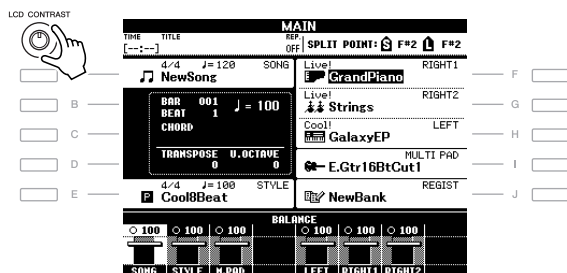 LCD CONTRAST
MAIN
TIME TITLE REP.
[--:--] OFF SPLIT POINT: S F#2 L F#2
4/4 ♩=120 SONG
NewSong
Live! RIGHT1
GrandPiano
F
BAR 001 ♩=100
BEAT 1
CHORD
TRANSPOSE U.OCTAVE
0 0
B
Live! RIGHT2
Strings
G
C
Cool! LEFT
GalaxyEP
H
D
MULTI PAD
E.Gtr16BtCut1
I
E
4/4 ♩=100 STYLE
P Cool8Beat
REGIST
NewBank
J
BALANCE
100 100 100 100 100 100
SONG STYLE M.PAD LEFT RIGHT1 RIGHT2